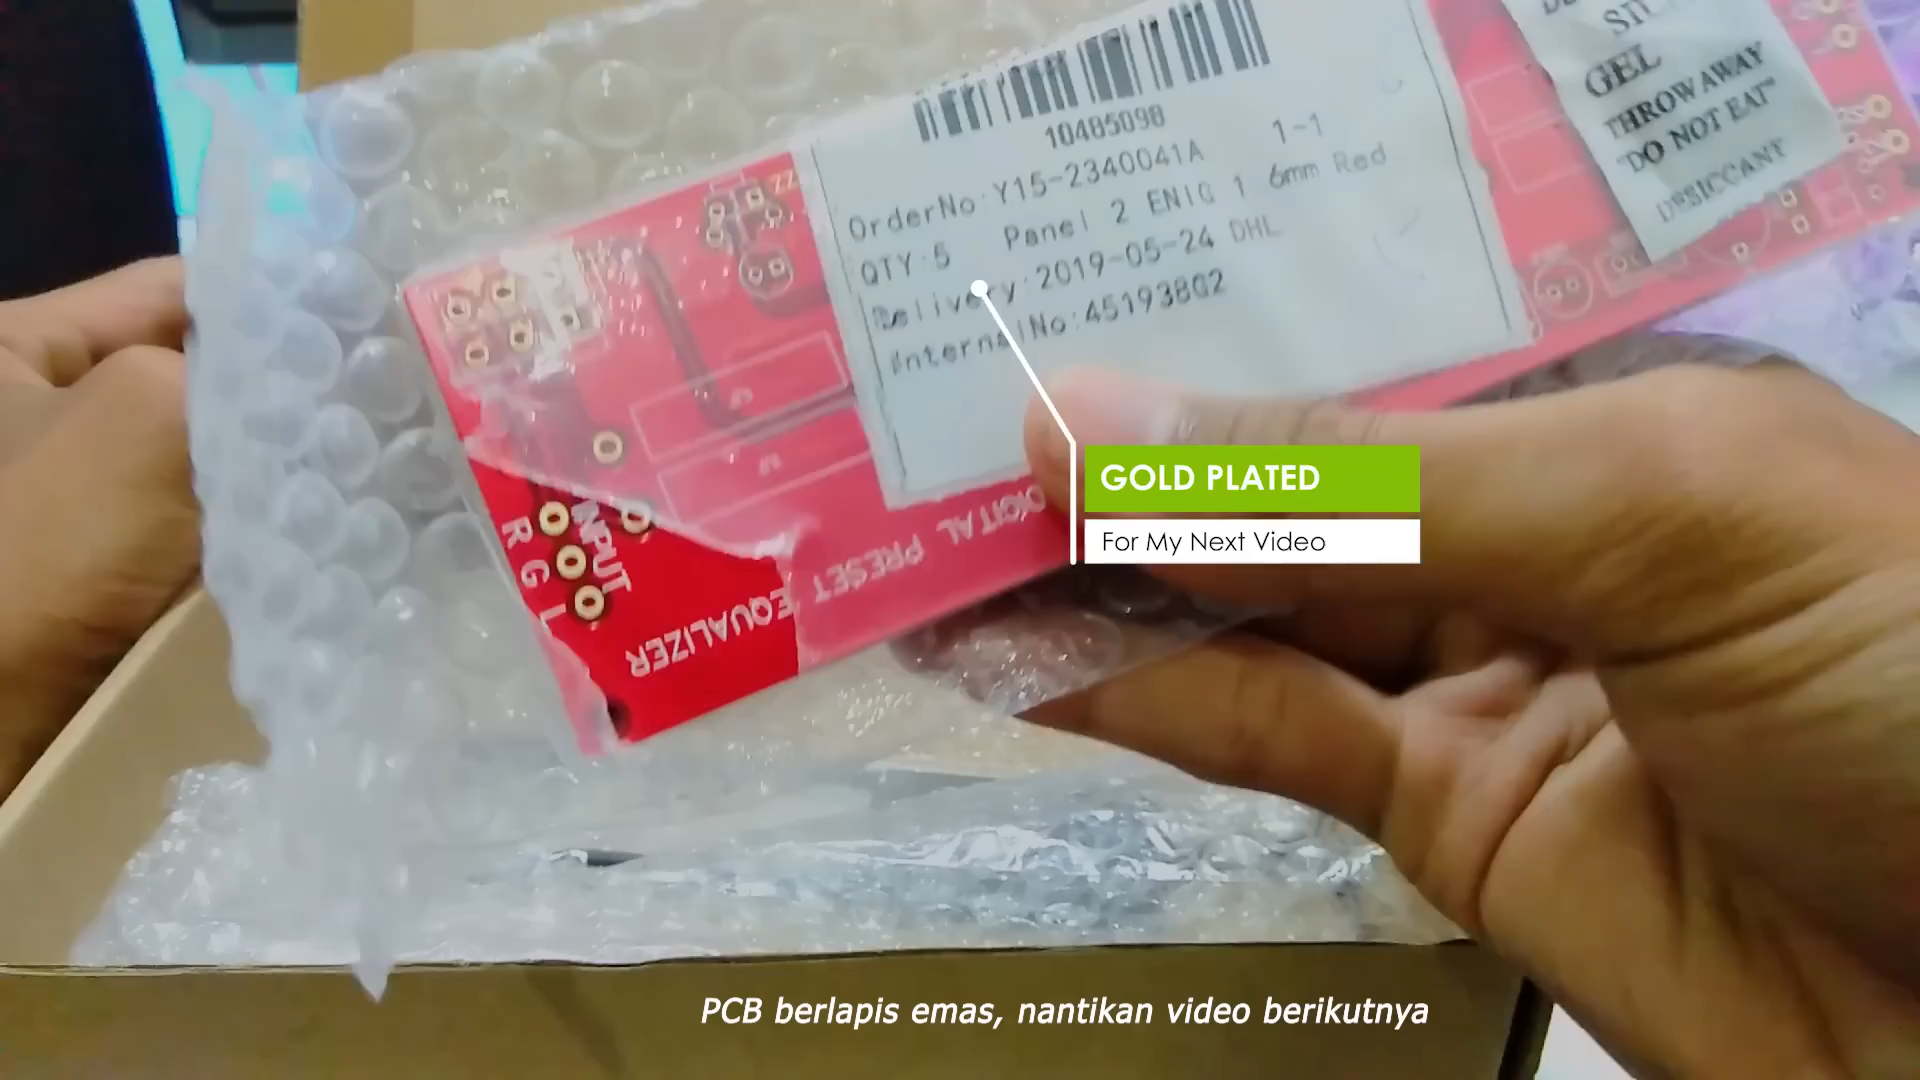 10485098
OrderNo:Y15-2340041A 1-1
QTY:5 Panel 2 ENIG 1 6mm Red
Delivery:2019-05-24 DHL
InternalNo:45193802
GEL
THROW AWAY
"DO NOT EAT"
DESICCANT
INPUT
R G L
DIGITAL PRESET EQUALIZER
GOLD PLATED
For My Next Video
PCB berlapis emas, nantikan video berikutnya